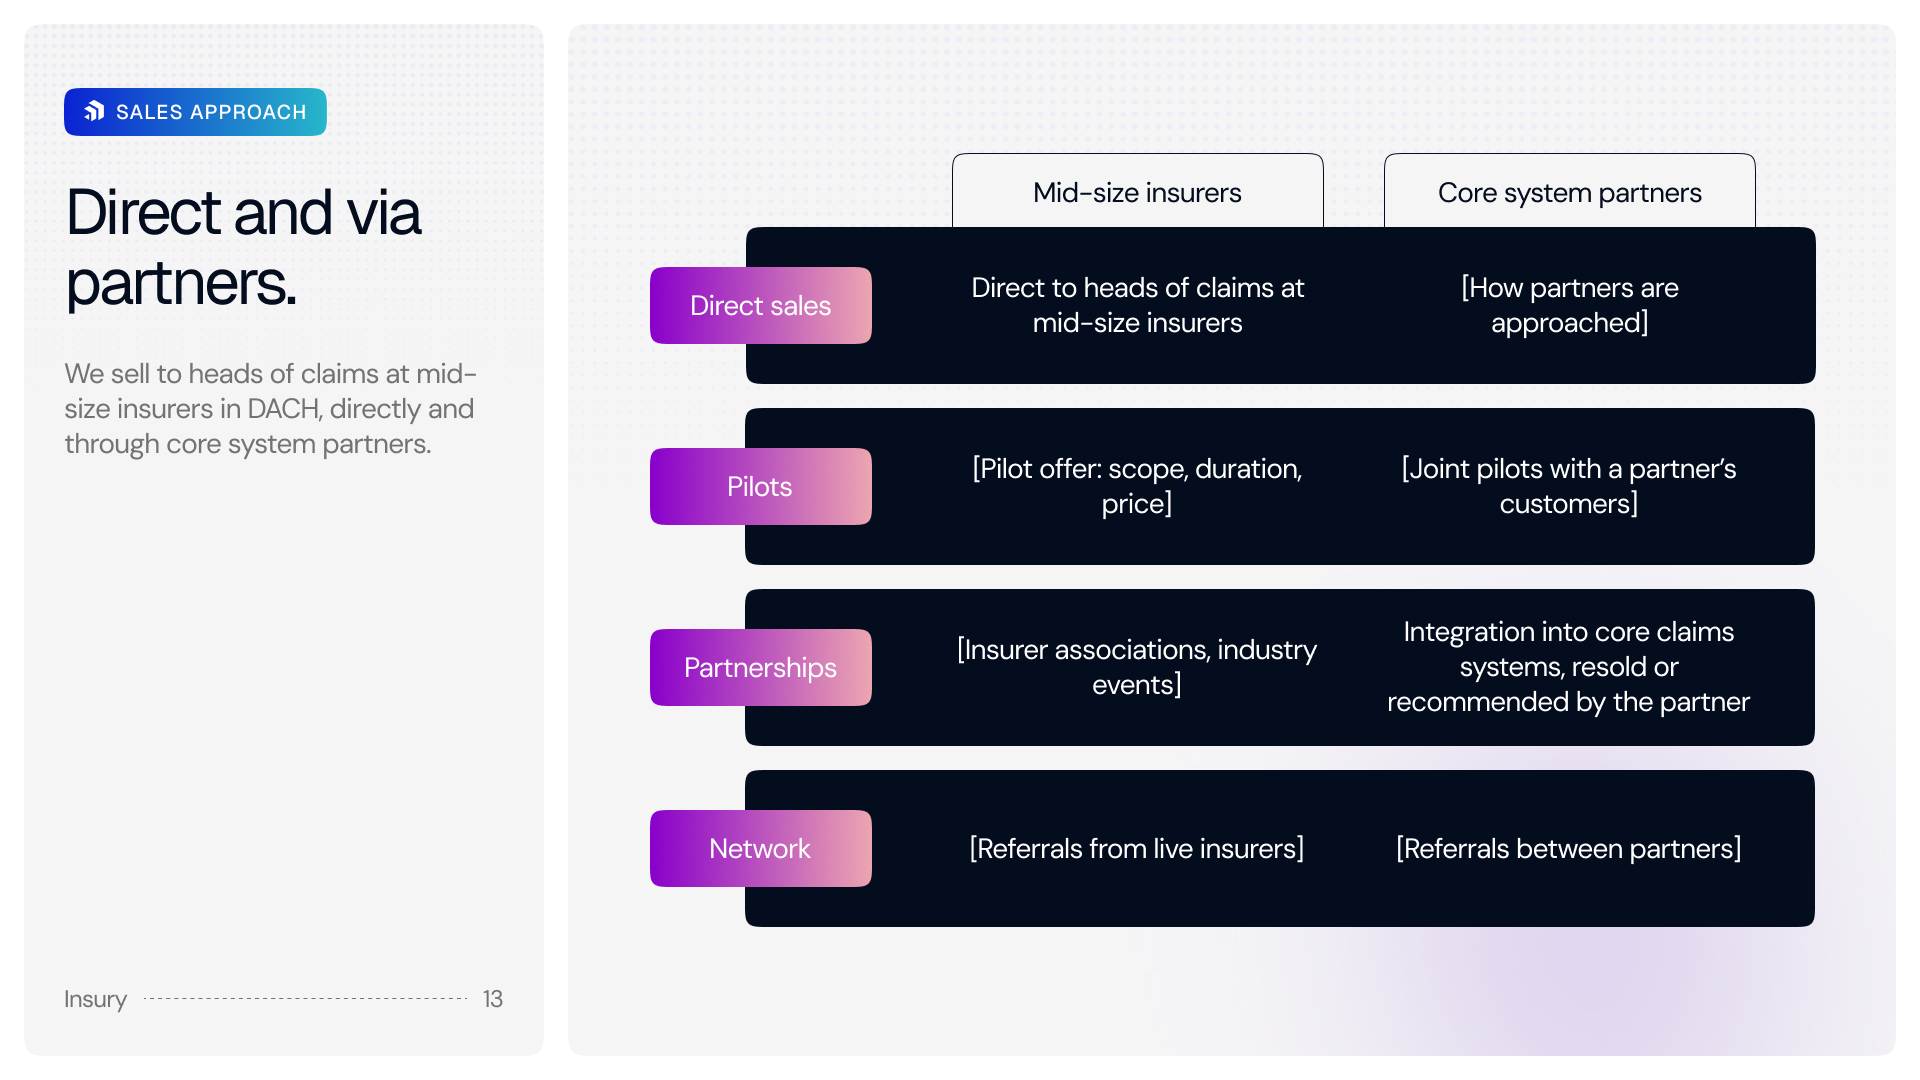 SALES APPROACH
Direct and via
partners.
We sell to heads of claims at mid-
size insurers in DACH, directly and
through core system partners.
Insury
13
Mid-size insurers
Core system partners
Direct sales
Direct to heads of claims at
mid-size insurers
[How partners are
approached]
Pilots
[Pilot offer: scope, duration,
price]
[Joint pilots with a partner’s
customers]
Partnerships
[Insurer associations, industry
events]
Integration into core claims
systems, resold or
recommended by the partner
Network
[Referrals from live insurers]
[Referrals between partners]